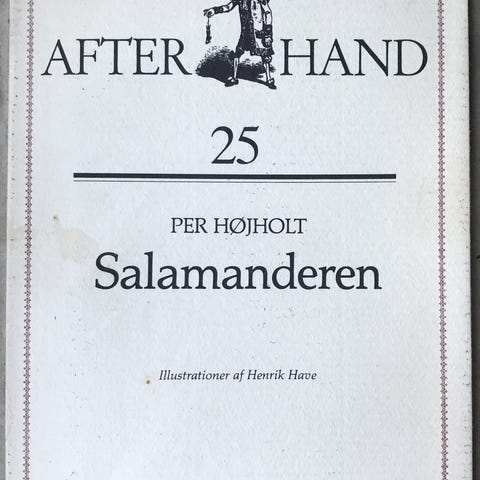 AFTER HAND
25
PER HØJHOLT
Salamanderen
Illustrationer af Henrik Have